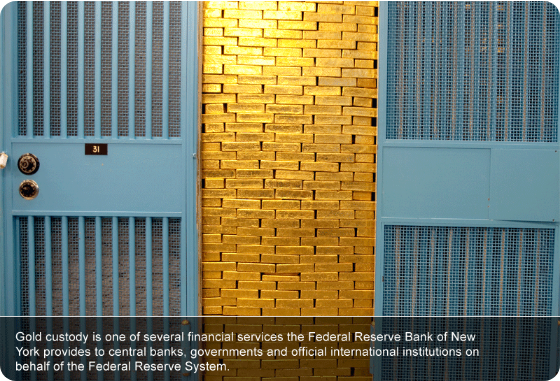 31
Gold custody is one of several financial services the Federal Reserve Bank of New
York provides to central banks, governments and official international institutions on
behalf of the Federal Reserve System.